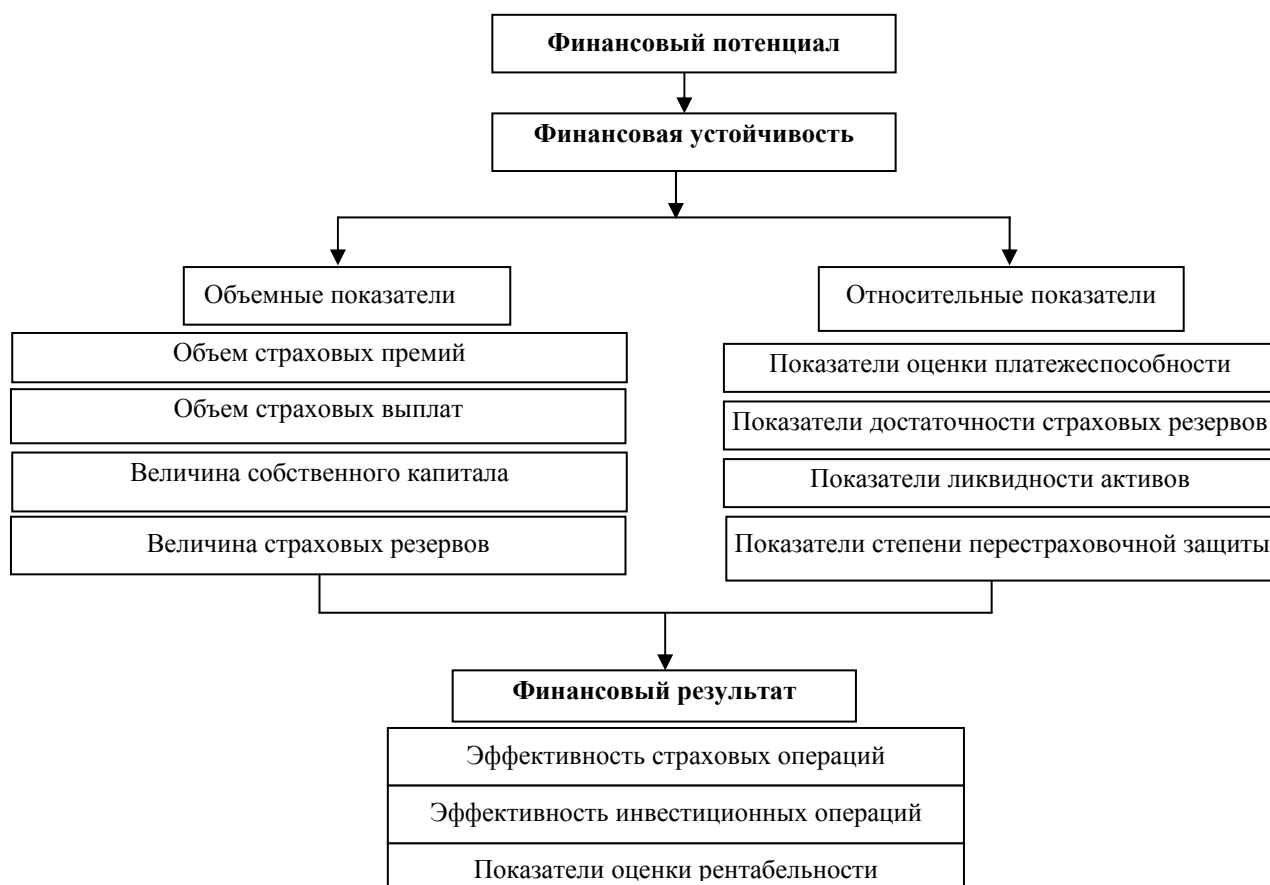 Финансовый потенциал
Финансовая устойчивость
Объемные показатели
Объем страховых премий
Объем страховых выплат
Величина собственного капитала
Величина страховых резервов
Относительные показатели
Показатели оценки платежеспособности
Показатели достаточности страховых резервов
Показатели ликвидности активов
Показатели степени перестраховочной защиты
Финансовый результат
Эффективность страховых операций
Эффективность инвестиционных операций
Показатели оценки рентабельности